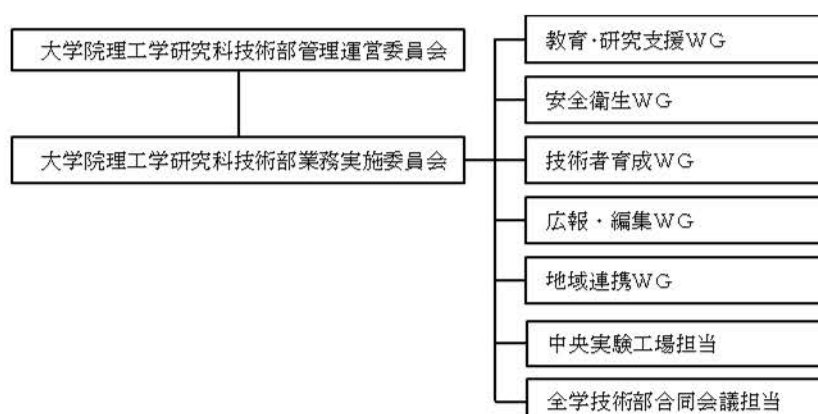 大学院理工学研究科技術部管理運営委員会
大学院理工学研究科技術部業務実施委員会
教育・研究支援ＷＧ
安全衛生ＷＧ
技術者育成ＷＧ
広報・編集ＷＧ
地域連携ＷＧ
中央実験工場担当
全学技術部合同会議担当